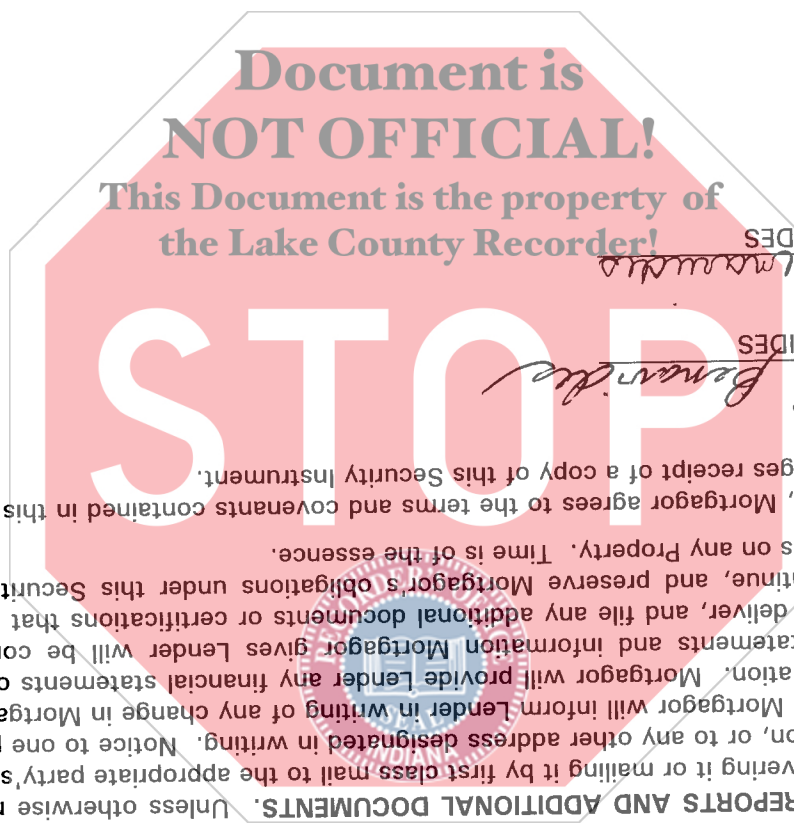 Document is
NOT OFFICIAL!
This Document is the property of
the Lake County Recorder!
STOP
REPORTS AND ADDITIONAL DOCUMENTS. Unless otherwise
vering it or mailing it by first class mail to the appropriate party's
on, or to any other address designated in writing. Notice to one
Mortgagor will inform Lender in writing of any change in Mortga
ation. Mortgagor will provide Lender any financial statements o
tatements and information Mortgagor gives Lender will be co
deliver, and file any additional documents or certifications that
tinue, and preserve Mortgagor's obligations under this Securit
s on any Property. Time is of the essence.
, Mortgagor agrees to the terms and covenants contained in this
ges receipt of a copy of this Security Instrument.
Benavides
IDES
DES
SEAL
INDIANA